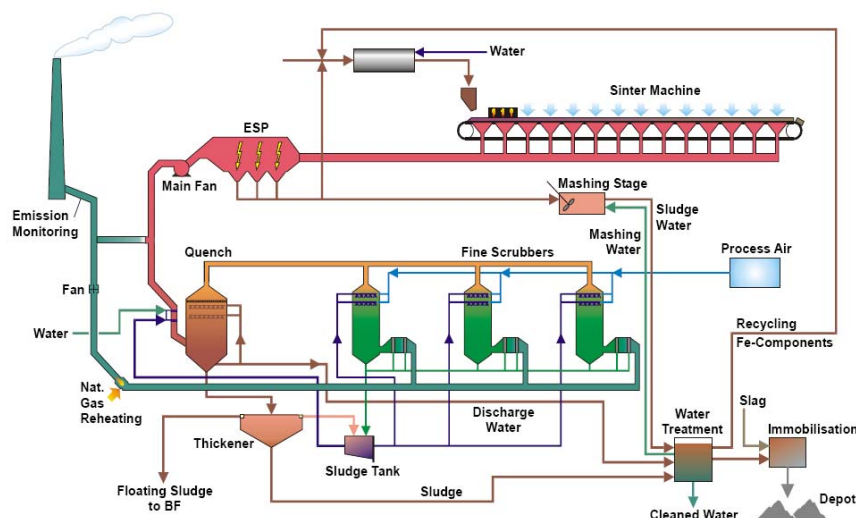 Water
Sinter Machine
ESP
Main Fan
Mashing Stage
Sludge
Water
Mashing
Water
Emission
Monitoring
Quench
Fine Scrubbers
Process Air
Fan
Water
Recycling
Fe-Components
Nat.
Gas
Reheating
Discharge
Water
Water
Treatment
Slag
Immobilisation
Thickener
Sludge Tank
Floating Sludge
to BF
Sludge
Cleaned Water
Depot